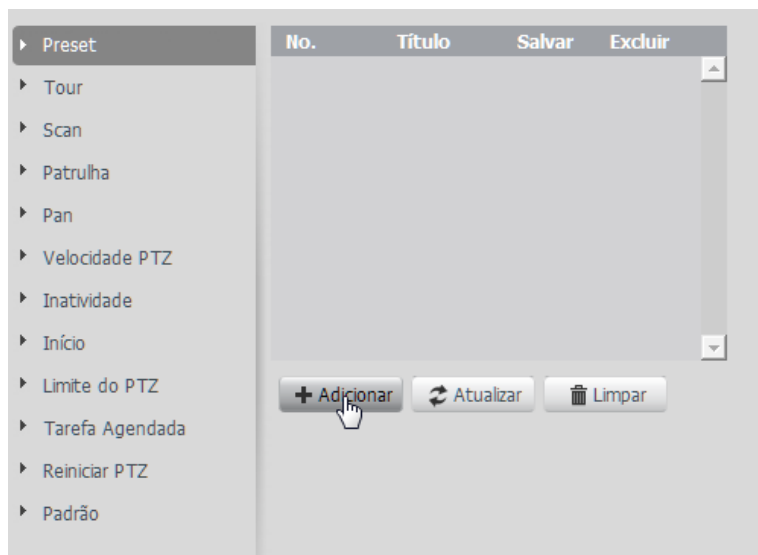 Preset
Tour
Scan
Patrulha
Pan
Velocidade PTZ
Inatividade
Início
Limite do PTZ
Tarefa Agendada
Reiniciar PTZ
Padrão
No. Título Salvar Excluir
Adicionar Atualizar Limpar